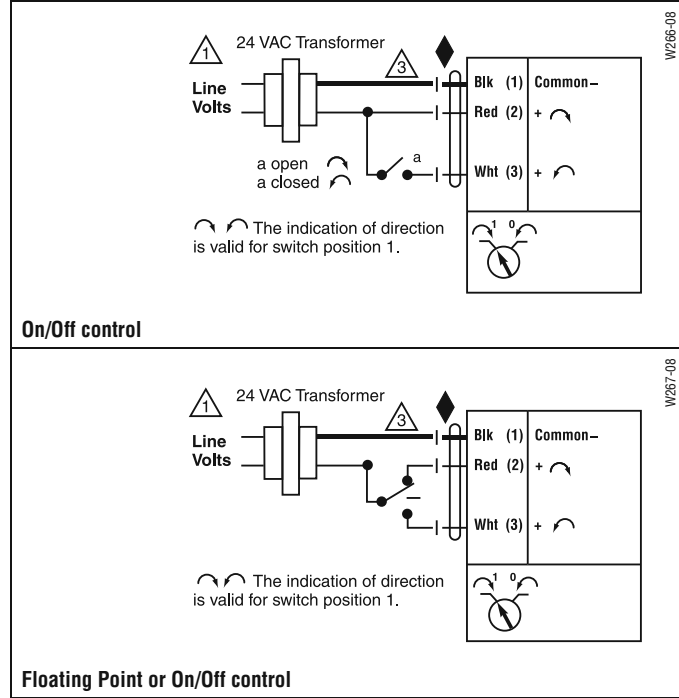 W266-08
24 VAC Transformer
1
3
Line
Volts
Blk (1) Common–
Red (2) +
a
a open
a closed
Wht (3) +
The indication of direction
is valid for switch position 1.
1 0
On/Off control
W267-08
24 VAC Transformer
1
3
Line
Volts
Blk (1) Common–
Red (2) +
Wht (3) +
The indication of direction
is valid for switch position 1.
1 0
Floating Point or On/Off control